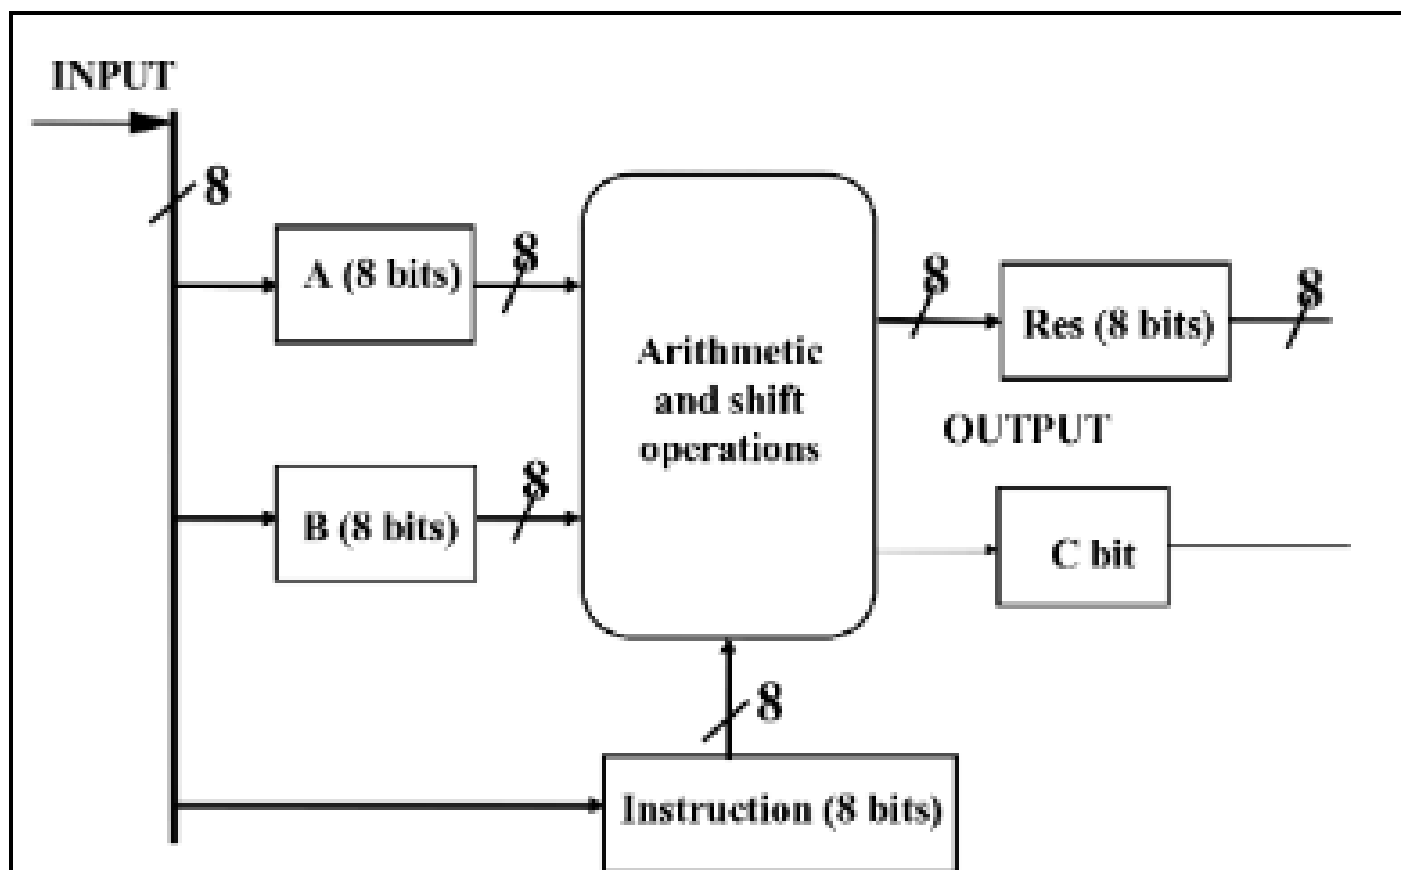 INPUT
8
A (8 bits)
8
B (8 bits)
8
Arithmetic
and shift
operations
8
Res (8 bits)
8
OUTPUT
C bit
8
Instruction (8 bits)